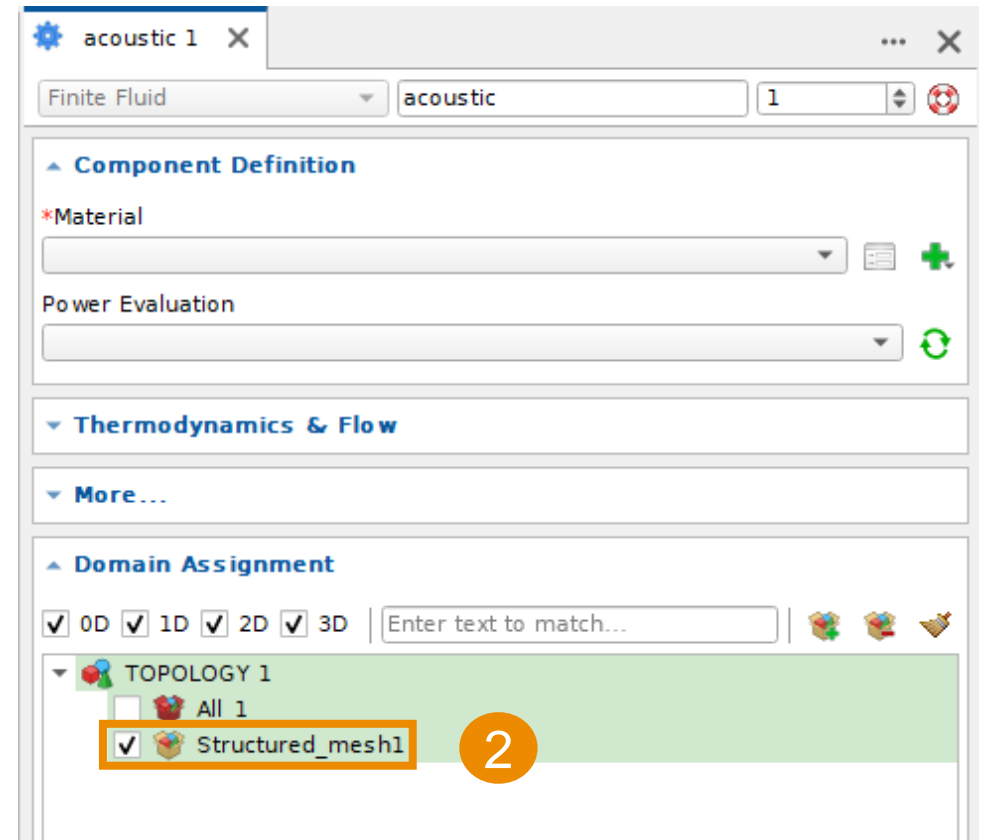 acoustic 1
Finite Fluid acoustic 1
Component Definition
*Material
Power Evaluation
Thermodynamics & Flow
More...
Domain Assignment
0D 1D 2D 3D Enter text to match...
TOPOLOGY 1
All 1
Structured_mesh1 2